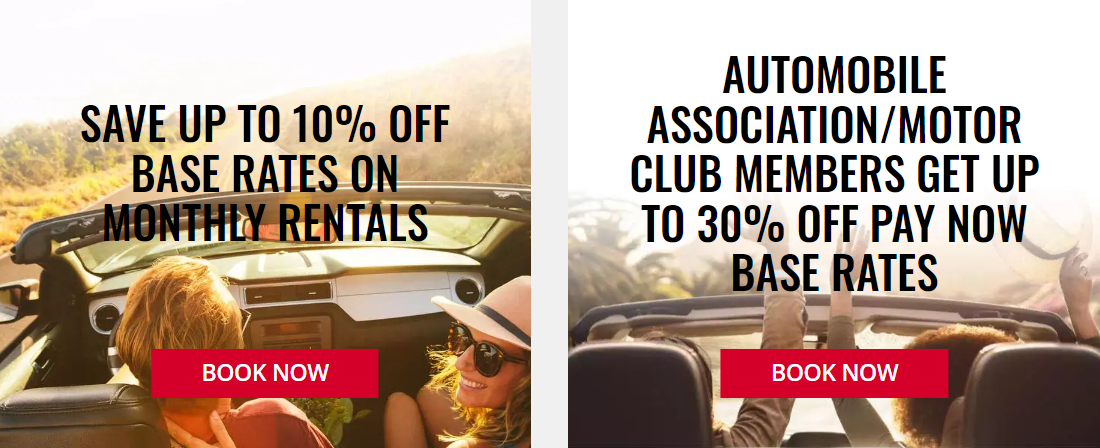 SAVE UP TO 10% OFF
BASE RATES ON
MONTHLY RENTALS
BOOK NOW
AUTOMOBILE
ASSOCIATION/MOTOR
CLUB MEMBERS GET UP
TO 30% OFF PAY NOW
BASE RATES
BOOK NOW